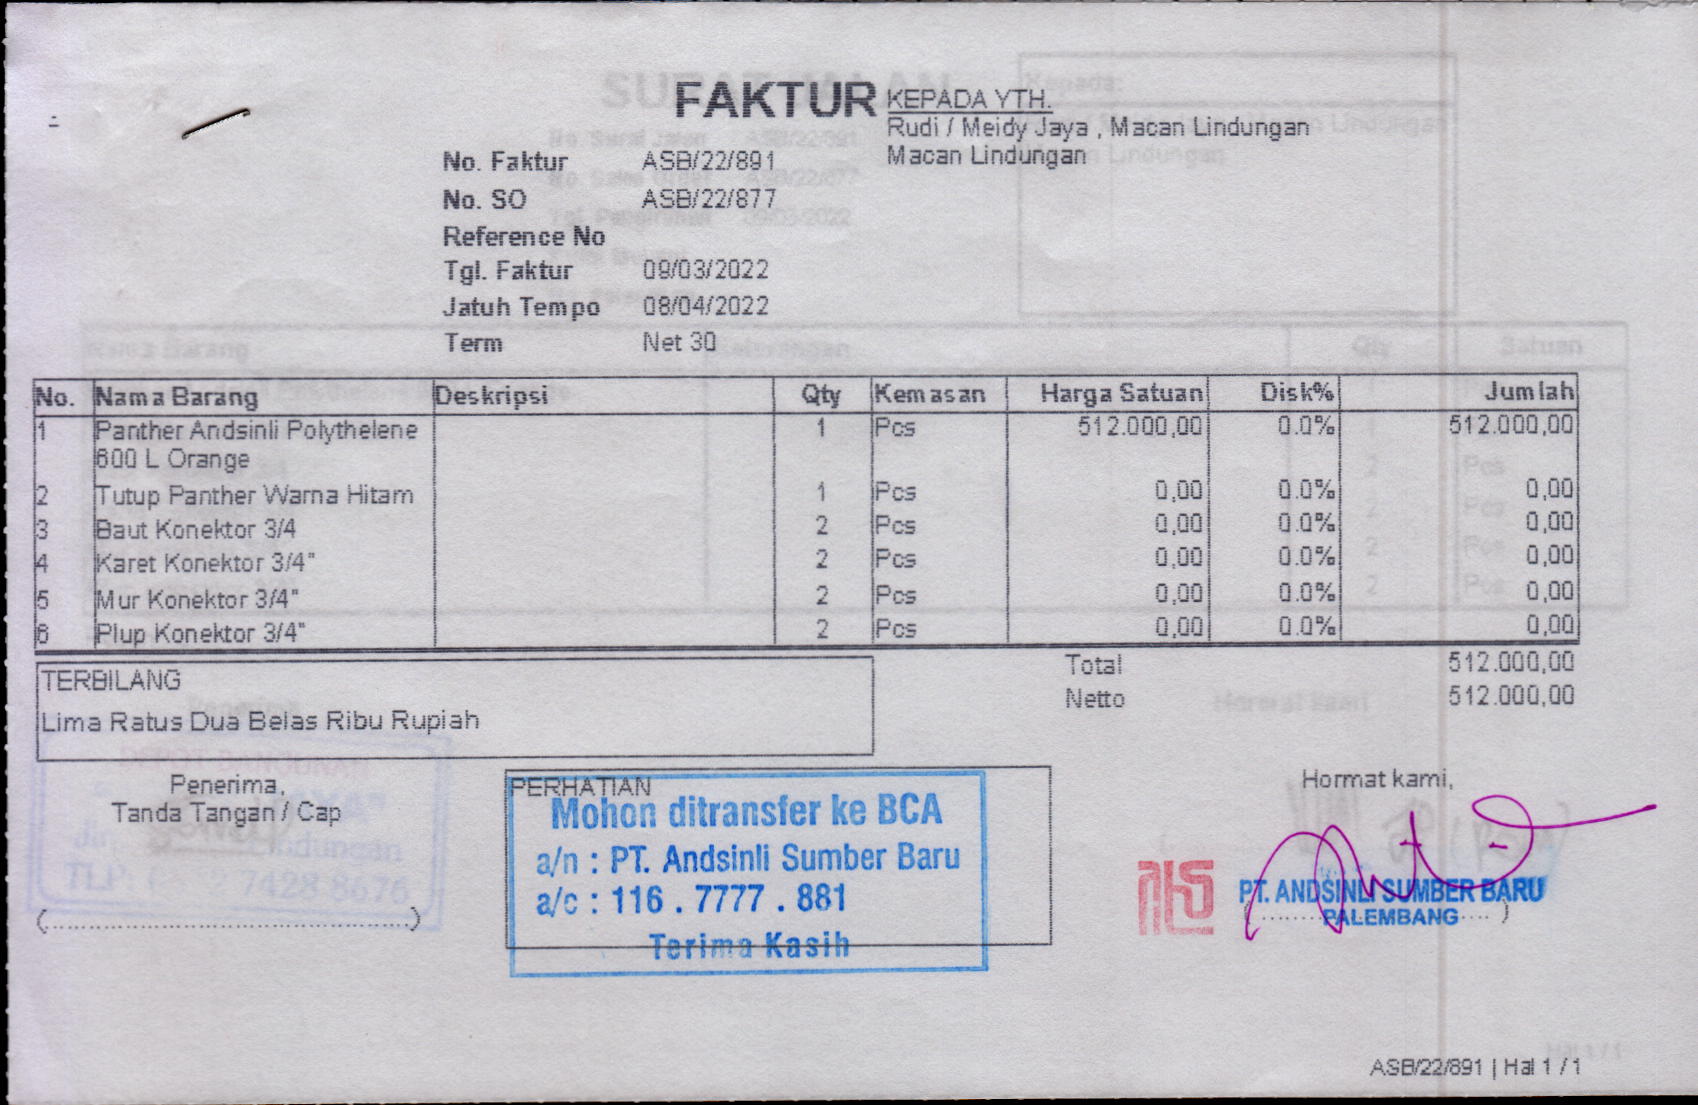 FAKTUR
KEPADA YTH.
Rudi / Meidy Jaya , Macan Lindungan
Macan Lindungan
No. Faktur ASB/22/891
No. SO ASB/22/877
Reference No
Tgl. Faktur 09/03/2022
Jatuh Tempo 08/04/2022
Term Net 30
No. Nama Barang Deskripsi Qty Kemasan Harga Satuan Disk% Jumlah
1 Panther Andsinli Polythelene 1 Pcs 512.000,00 0.0% 512.000,00
600 L Orange
2 Tutup Panther Warna Hitam 1 Pcs 0,00 0.0% 0,00
3 Baut Konektor 3/4 2 Pcs 0,00 0.0% 0,00
4 Karet Konektor 3/4" 2 Pcs 0,00 0.0% 0,00
5 Mur Konektor 3/4" 2 Pcs 0,00 0.0% 0,00
6 Plup Konektor 3/4" 2 Pcs 0,00 0.0% 0,00
Total 512.000,00
Netto 512.000,00
TERBILANG
Lima Ratus Dua Belas Ribu Rupiah
Penerima,
Tanda Tangan / Cap
(..........................................)
PERHATIAN
Mohon ditransfer ke BCA
a/n : PT. Andsinli Sumber Baru
a/c : 116 . 7777 . 881
Terima Kasih
Hormat kami,
PT. ANDSINLI SUMBER BARU
PALEMBANG
ASB/22/891 | Hal 1 / 1